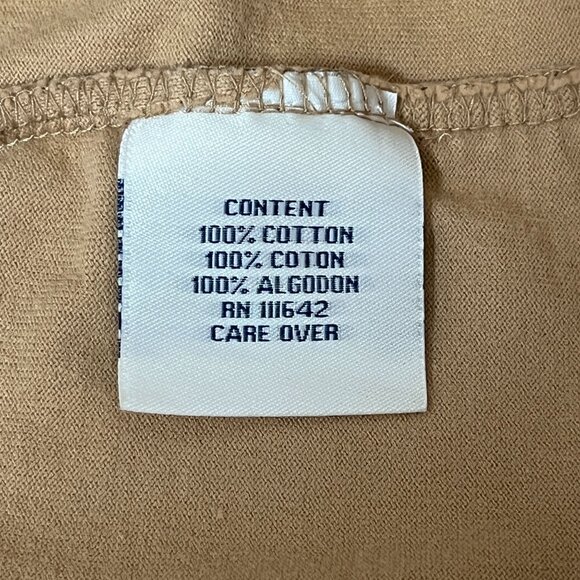 CONTENT
100% COTTON
100% COTON
100% ALGODON
RN 111642
CARE OVER